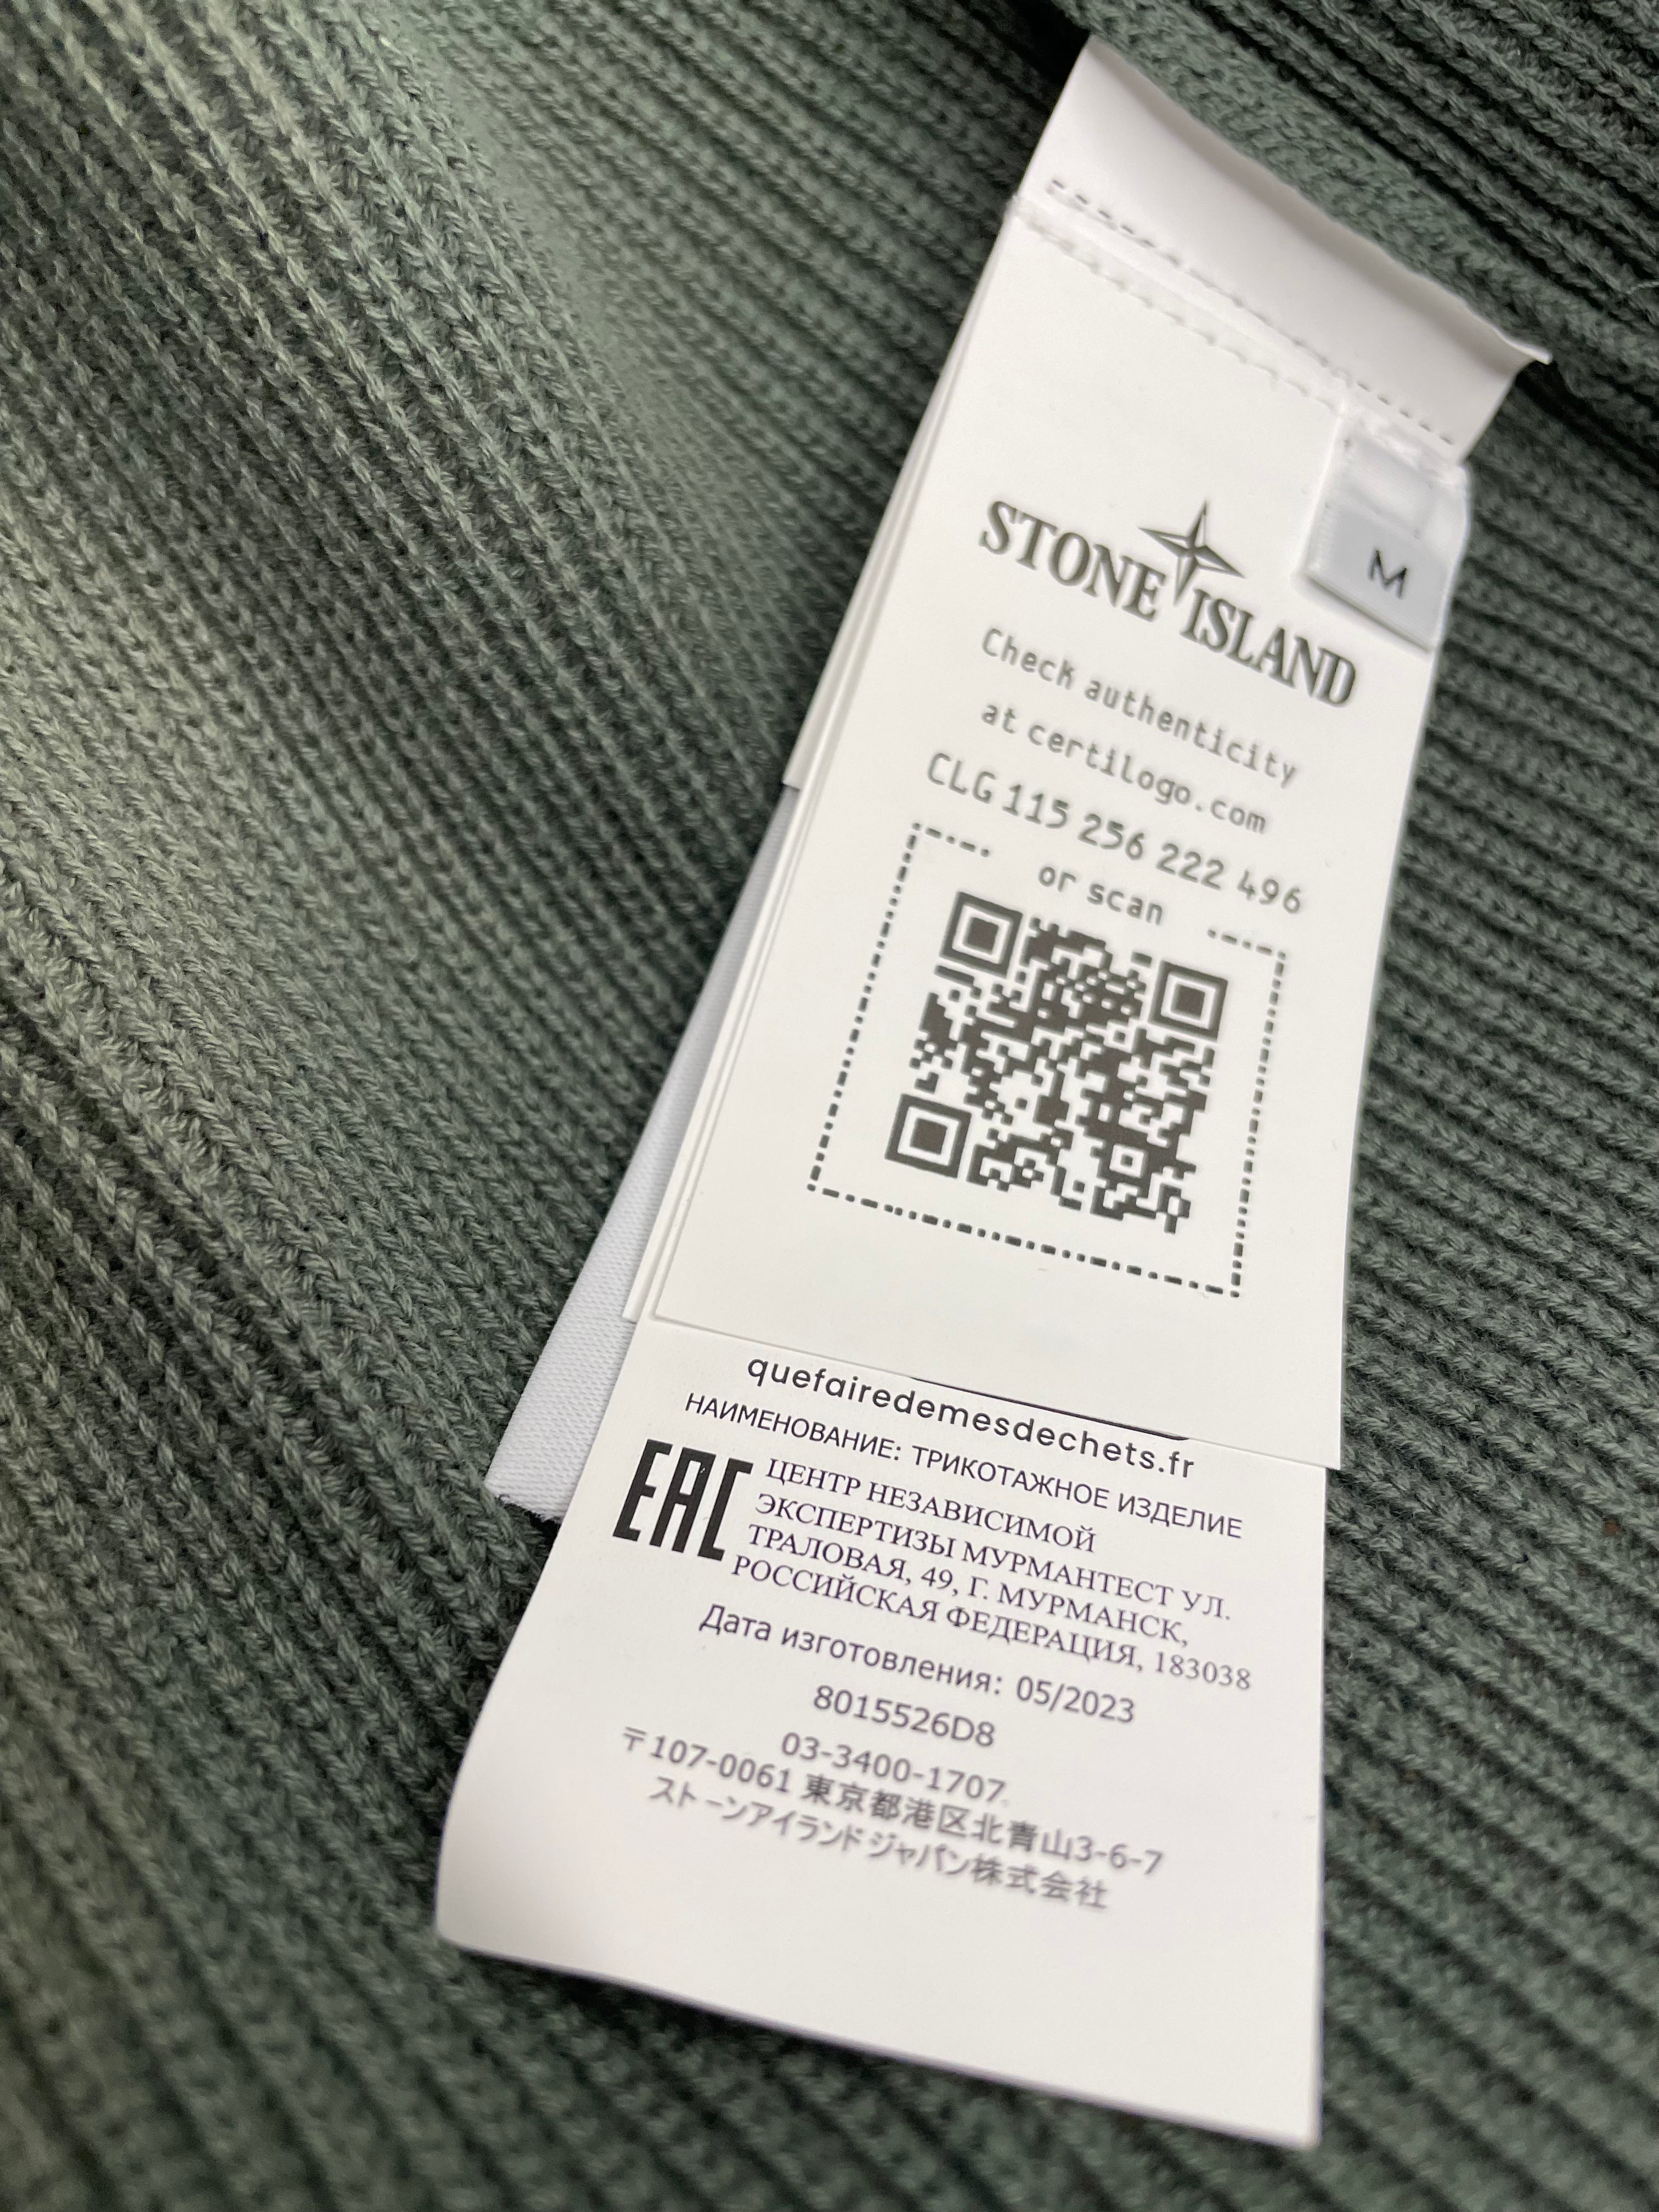 STONE ISLAND
M
Check authenticity
at certilogo.com
CLG 115 256 222 496
or scan
quefairedemesdechets.fr
НАИМЕНОВАНИЕ: ТРИКОТАЖНОЕ ИЗДЕЛИЕ
EAC
ЦЕНТР НЕЗАВИСИМОЙ
ЭКСПЕРТИЗЫ МУРМАНТЕСТ УЛ.
ТРАЛОВАЯ, 49, Г. МУРМАНСК,
РОССИЙСКАЯ ФЕДЕРАЦИЯ, 183038
Дата изготовления: 05/2023
8015526D8
03-3400-1707
〒107-0061 東京都港区北青山3-6-7
ストーンアイランドジャパン株式会社